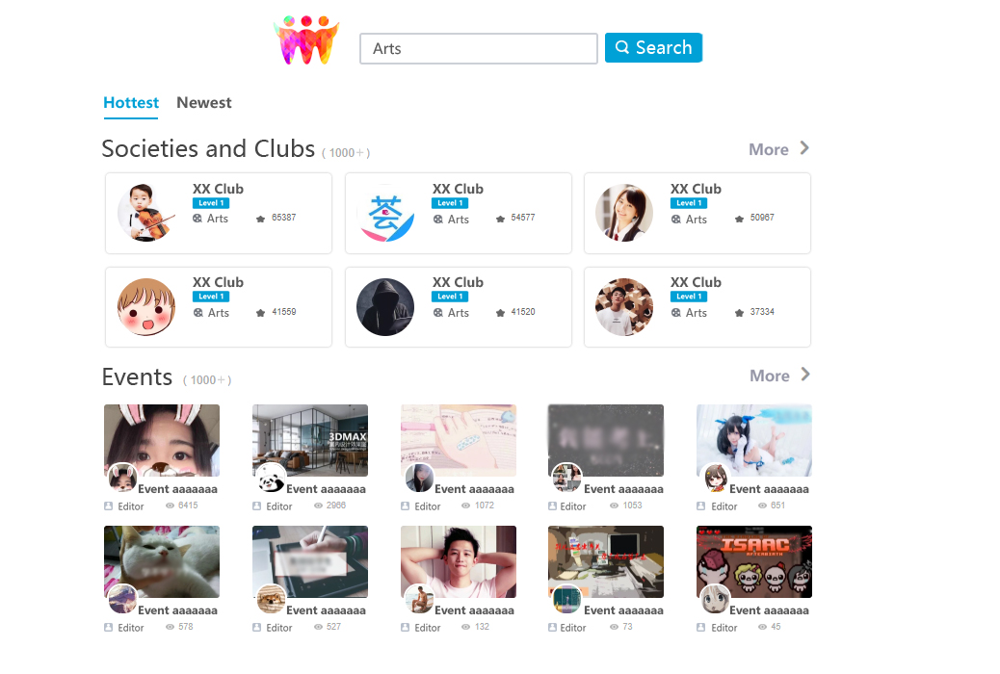 Arts
Search
Hottest Newest
Societies and Clubs ( 1000+ )
More
XX Club
Level 1
Arts 65387
XX Club
Level 1
Arts 54577
XX Club
Level 1
Arts 50967
XX Club
Level 1
Arts 41559
XX Club
Level 1
Arts 41520
XX Club
Level 1
Arts 37334
Events ( 1000+ )
More
Event aaaaaaa
Editor 6415
3DMAX
Event aaaaaaa
Editor 2966
Event aaaaaaa
Editor 1072
Event aaaaaaa
Editor 1053
Event aaaaaaa
Editor 651
Event aaaaaaa
Editor 578
Event aaaaaaa
Editor 527
Event aaaaaaa
Editor 132
Event aaaaaaa
Editor 73
ISAAC
AFTERBIRTH
Event aaaaaaa
Editor 45